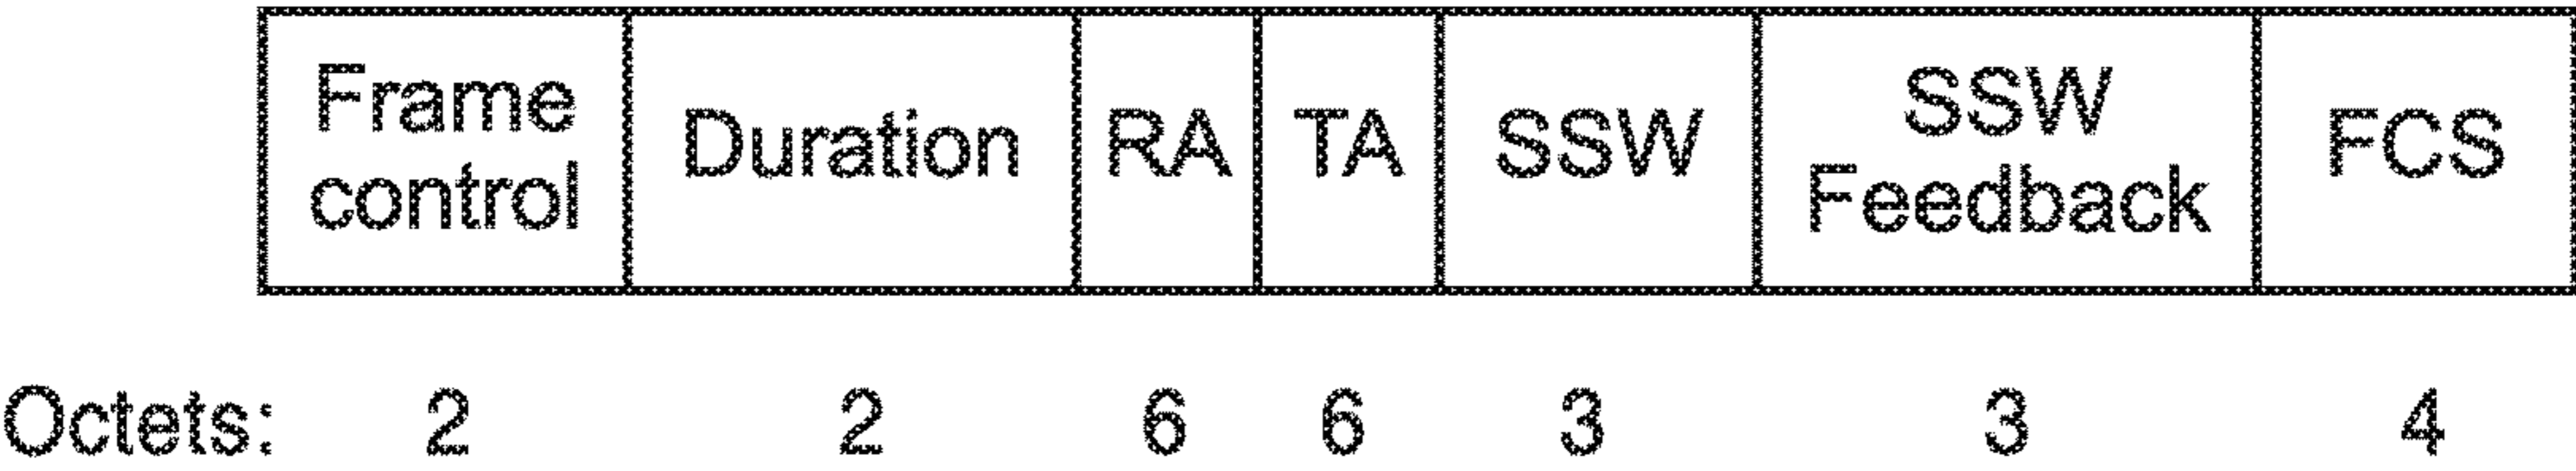 Frame
control
Duration
RA
TA
SSW
SSW
Feedback
FCS
Octets: 2 2 6 6 3 3 4